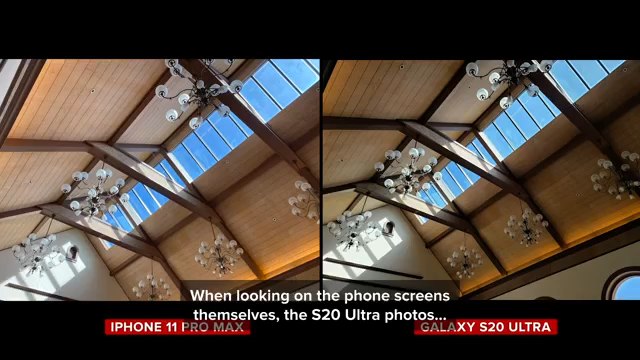 When looking on the phone screens
themselves, the S20 Ultra photos...
IPHONE 11 PRO MAX
GALAXY S20 ULTRA